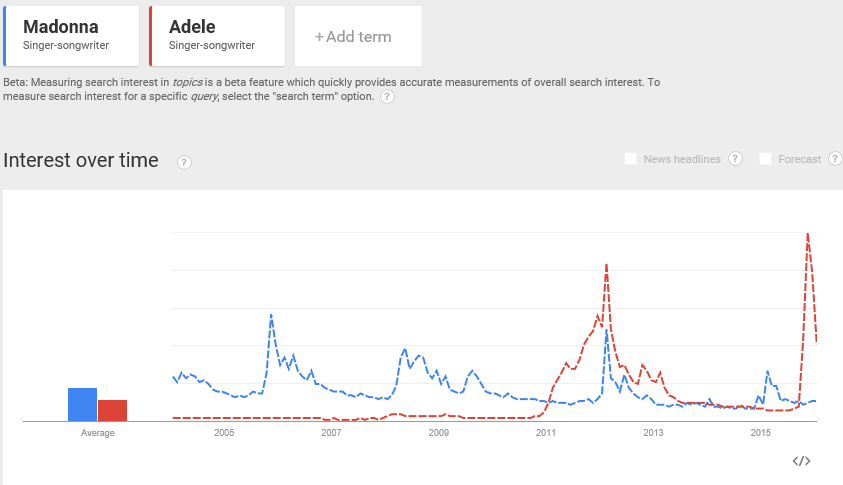 Madonna
Singer-songwriter
Adele
Singer-songwriter
+Add term
Beta: Measuring search interest in topics is a beta feature which quickly provides accurate measurements of overall search interest. To
measure search interest for a specific query, select the "search term" option. ?
Interest over time ?
News headlines ?
Forecast ?
Average
2005
2007
2009
2011
2013
2015
</>